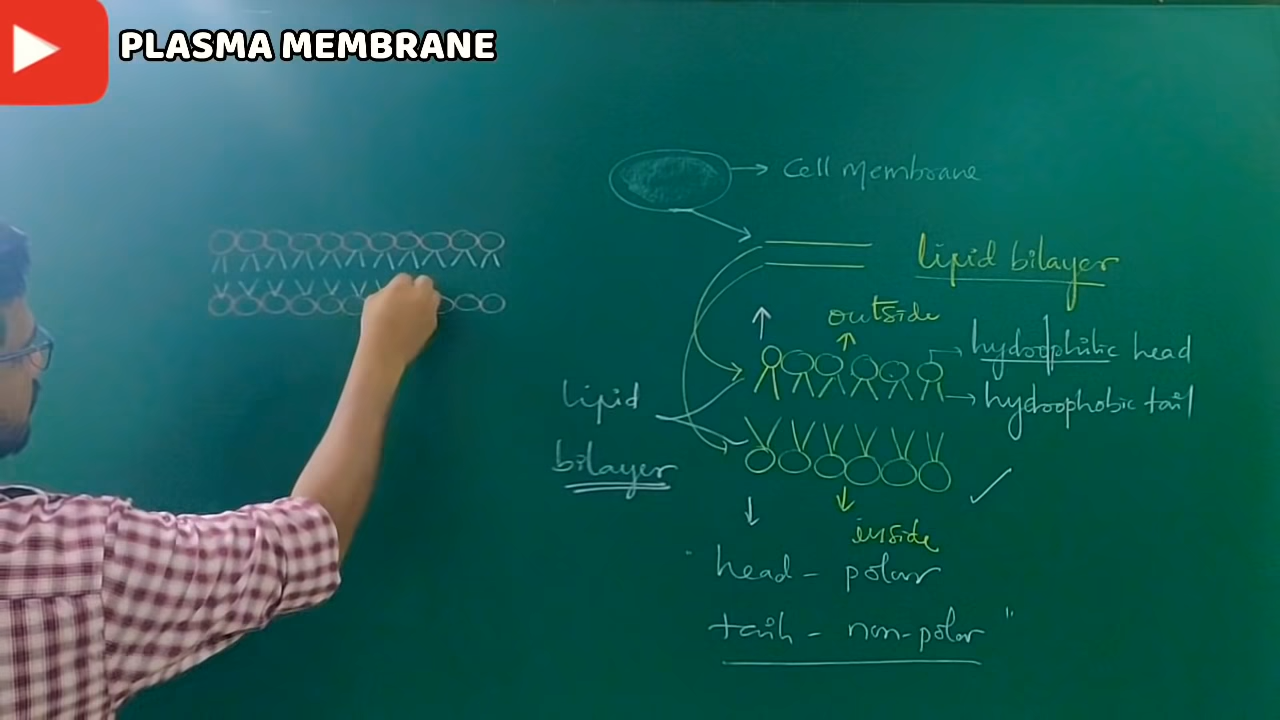 PLASMA MEMBRANE
Cell Membrane
lipid bilayer
outside
hydrophilic head
hydrophobic tail
lipid
bilayer
inside
head - polar
tail - non-polar "